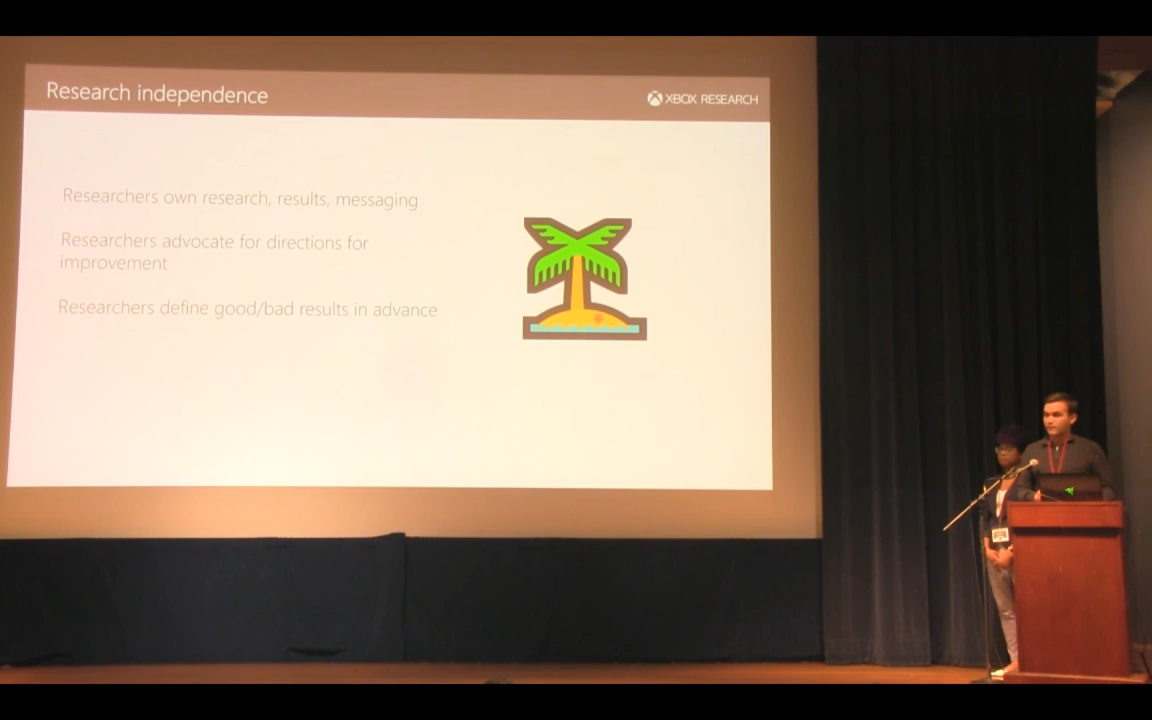 Research independence
XBOX RESEARCH
Researchers own research, results, messaging
Researchers advocate for directions for
improvement
Researchers define good/bad results in advance